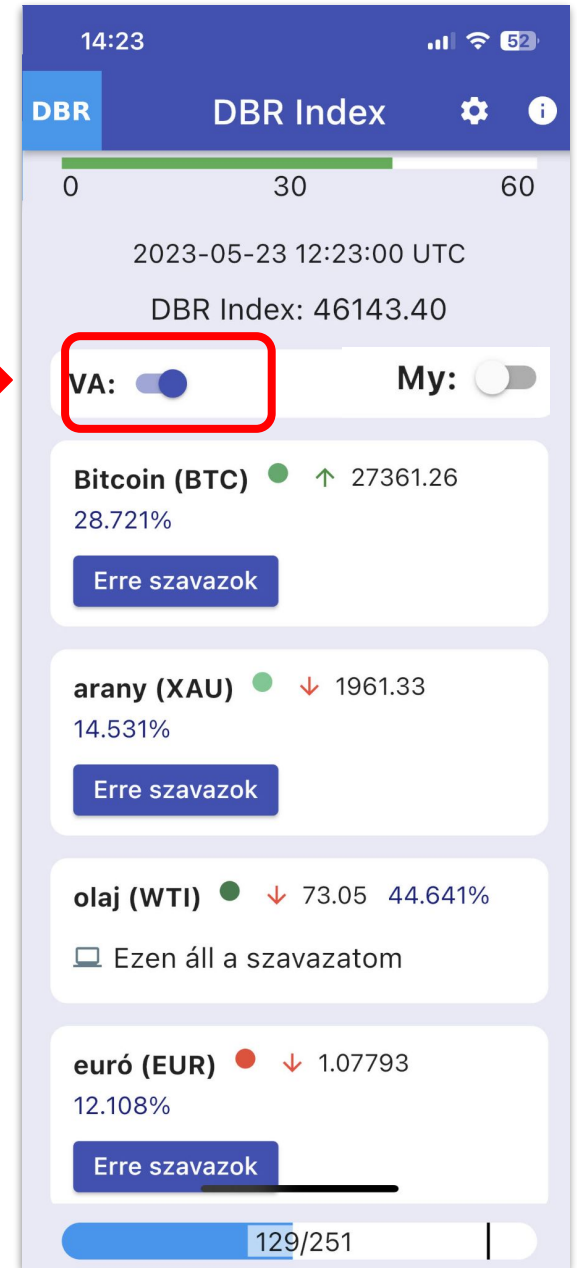 14:23 52
DBR DBR Index
0 30 60
2023-05-23 12:23:00 UTC
DBR Index: 46143.40
VA: My:
Bitcoin (BTC) ↑ 27361.26
28.721%
Erre szavazok
arany (XAU) ↓ 1961.33
14.531%
Erre szavazok
olaj (WTI) ↓ 73.05 44.641%
Ezen áll a szavazatom
euró (EUR) ↓ 1.07793
12.108%
Erre szavazok
129/251